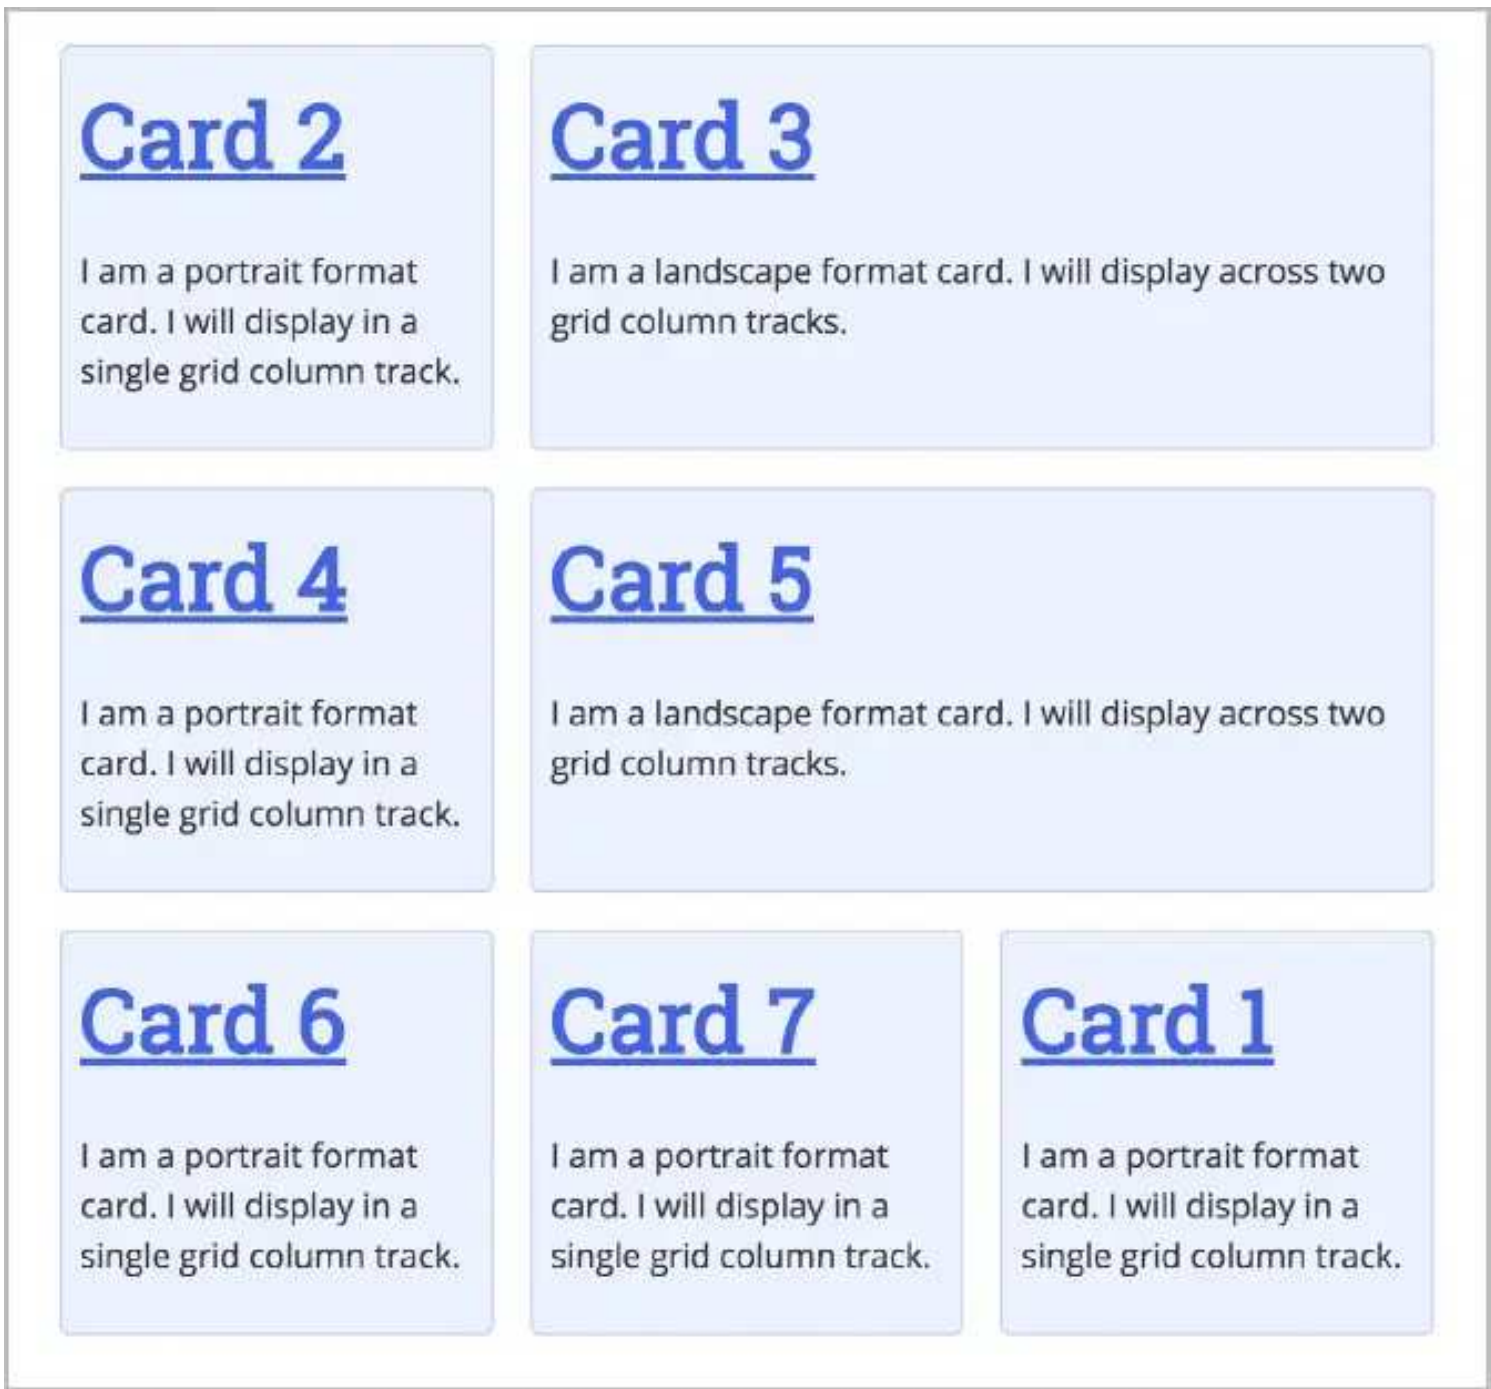 Card 2
I am a portrait format
card. I will display in a
single grid column track.
Card 3
I am a landscape format card. I will display across two
grid column tracks.
Card 4
I am a portrait format
card. I will display in a
single grid column track.
Card 5
I am a landscape format card. I will display across two
grid column tracks.
Card 6
I am a portrait format
card. I will display in a
single grid column track.
Card 7
I am a portrait format
card. I will display in a
single grid column track.
Card 1
I am a portrait format
card. I will display in a
single grid column track.